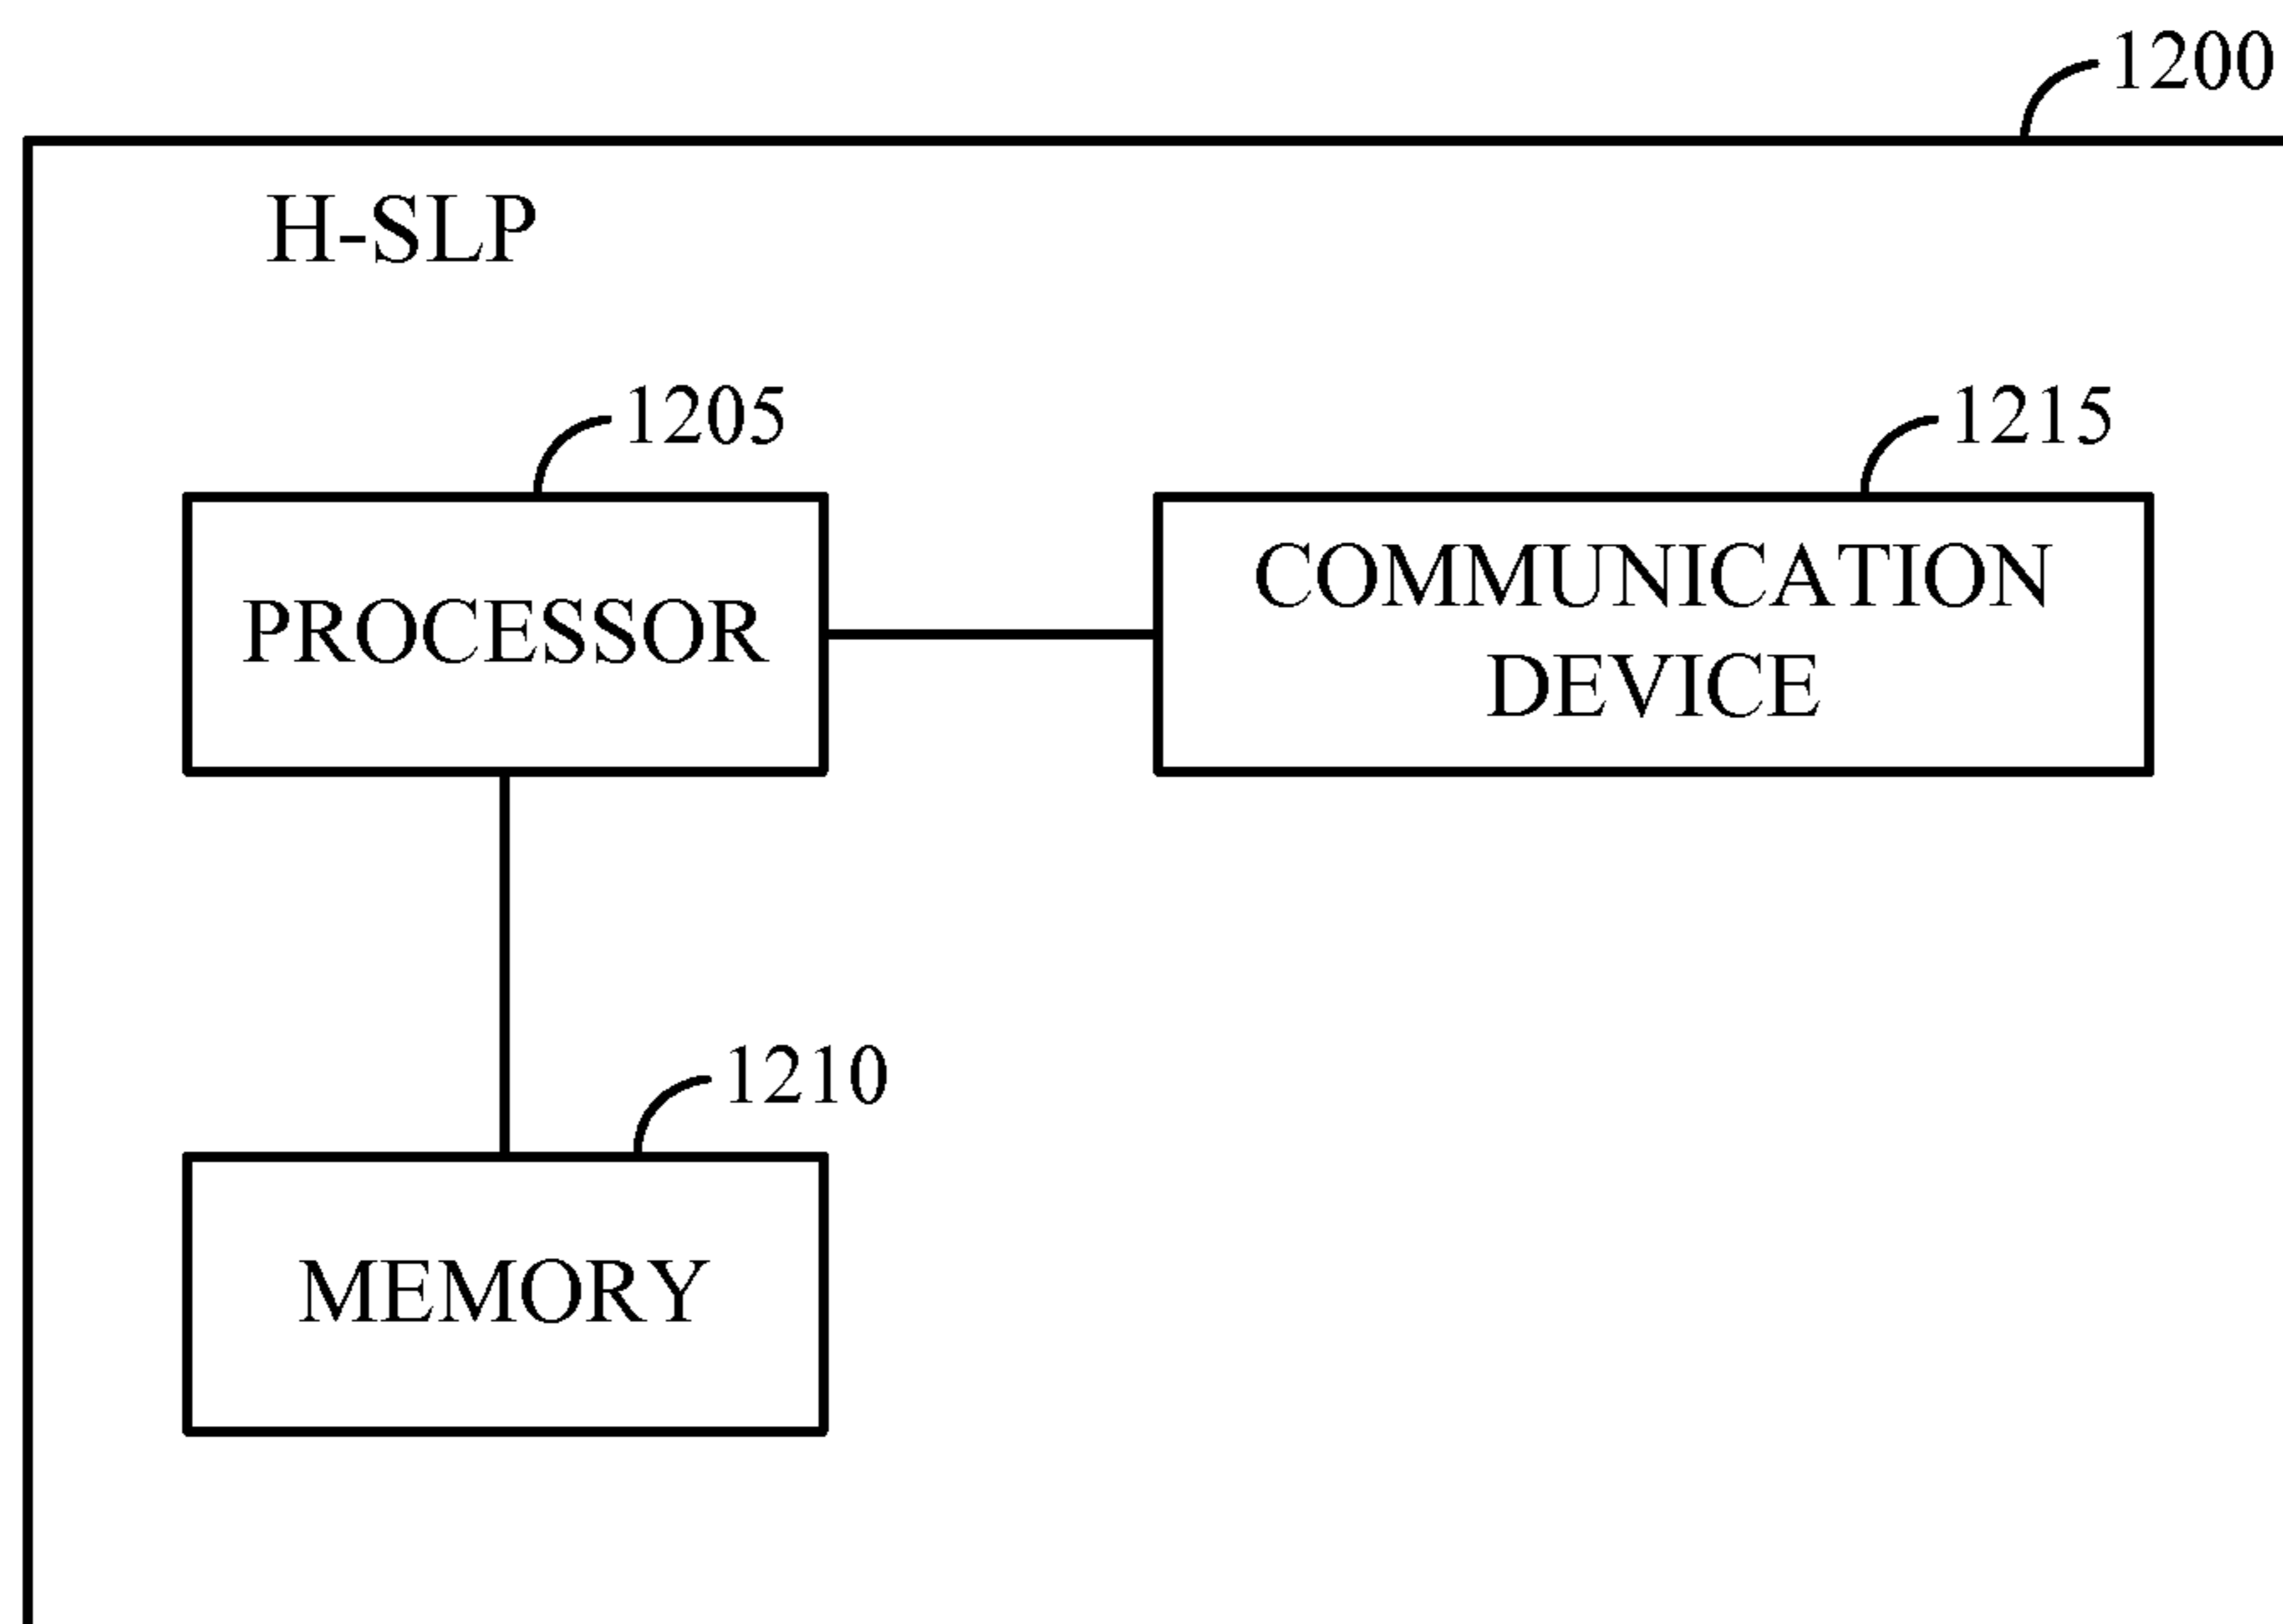 1200
H-SLP
1205
1215
PROCESSOR
COMMUNICATION
DEVICE
1210
MEMORY